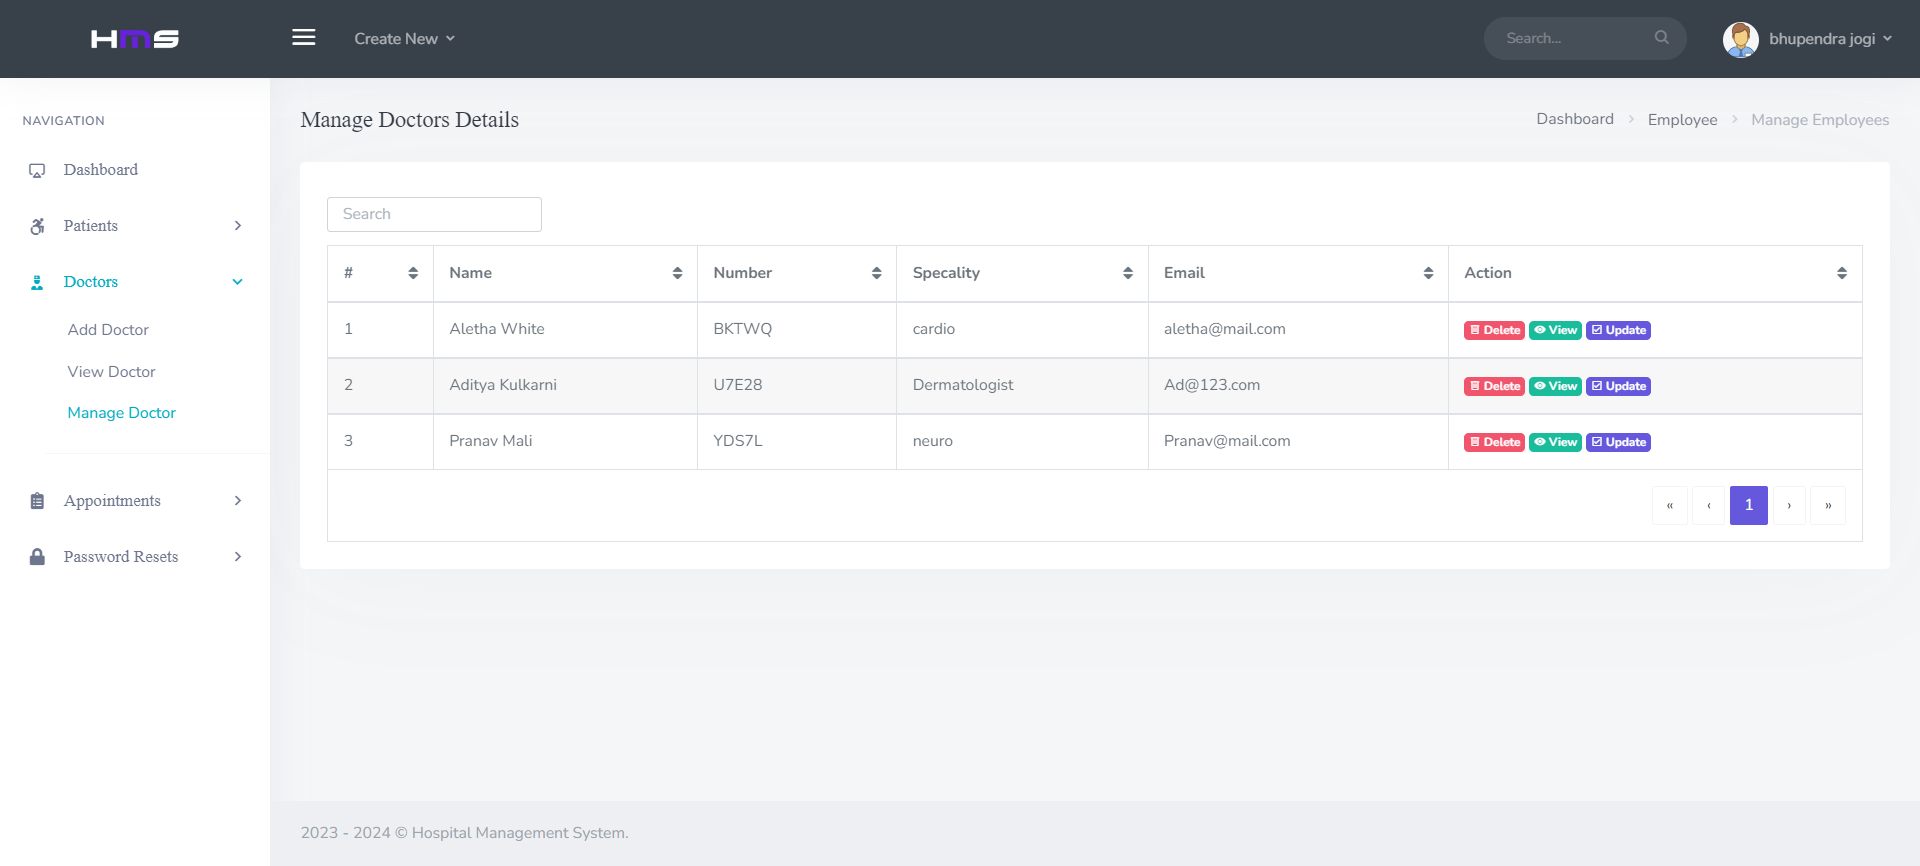 HMS
Create New
Search...
bhupendra jogi
NAVIGATION
Dashboard
Patients
Doctors
Add Doctor
View Doctor
Manage Doctor
Appointments
Password Resets
Manage Doctors Details
Dashboard > Employee > Manage Employees
Search
# Name Number Specality Email Action
1 Aletha White BKTWQ cardio aletha@mail.com Delete View Update
2 Aditya Kulkarni U7E28 Dermatologist Ad@123.com Delete View Update
3 Pranav Mali YDS7L neuro Pranav@mail.com Delete View Update
« ‹ 1 › »
2023 - 2024 © Hospital Management System.